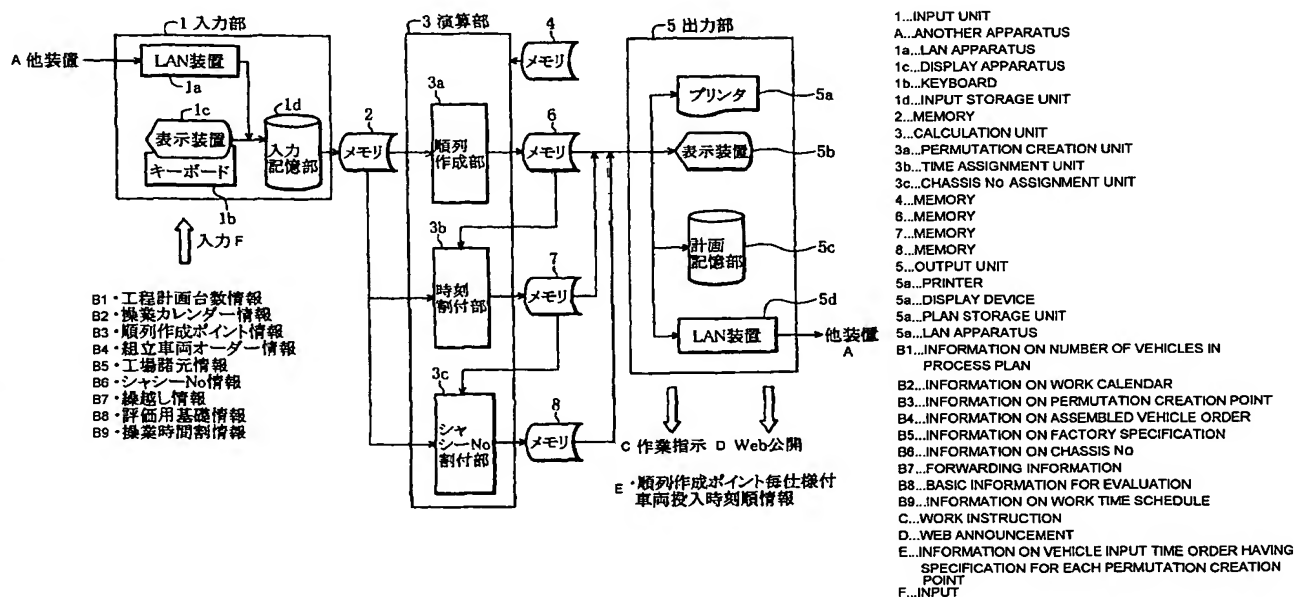 1 入力部
A 他装置
LAN装置
1a
1c
表示装置
キーボード
1b
1d
入力
記憶部
入力 F
B1・工程計画台数情報
B2・操業カレンダー情報
B3・順列作成ポイント情報
B4・組立車両オーダー情報
B5・工場諸元情報
B6・シャシーNo情報
B7・繰越し情報
B8・評価用基礎情報
B9・操業時間割情報
2
メモリ
3 演算部
3a
順列
作成部
3b
時刻
割付部
3c
シャ
シーNo
割付部
4
メモリ
6
メモリ
7
メモリ
8
メモリ
5 出力部
プリンタ
5a
表示装置
5b
計画
記憶部
5c
5d
LAN装置
他装置
A
C 作業指示 D Web公開
E・順列作成ポイント毎仕様付
車両投入時刻順情報
1...INPUT UNIT
A...ANOTHER APPARATUS
1a...LAN APPARATUS
1c...DISPLAY APPARATUS
1b...KEYBOARD
1d...INPUT STORAGE UNIT
2...MEMORY
3...CALCULATION UNIT
3a...PERMUTATION CREATION UNIT
3b...TIME ASSIGNMENT UNIT
3c...CHASSIS NO ASSIGNMENT UNIT
4...MEMORY
6...MEMORY
7...MEMORY
8...MEMORY
5...OUTPUT UNIT
5a...PRINTER
5a...DISPLAY DEVICE
5a...PLAN STORAGE UNIT
5a...LAN APPARATUS
B1...INFORMATION ON NUMBER OF VEHICLES IN
PROCESS PLAN
B2...INFORMATION ON WORK CALENDAR
B3...INFORMATION ON PERMUTATION CREATION POINT
B4...INFORMATION ON ASSEMBLED VEHICLE ORDER
B5...INFORMATION ON FACTORY SPECIFICATION
B6...INFORMATION ON CHASSIS NO
B7...FORWARDING INFORMATION
B8...BASIC INFORMATION FOR EVALUATION
B9...INFORMATION ON WORK TIME SCHEDULE
C...WORK INSTRUCTION
D...WEB ANNOUNCEMENT
E...INFORMATION ON VEHICLE INPUT TIME ORDER HAVING
SPECIFICATION FOR EACH PERMUTATION CREATION
POINT
F...INPUT